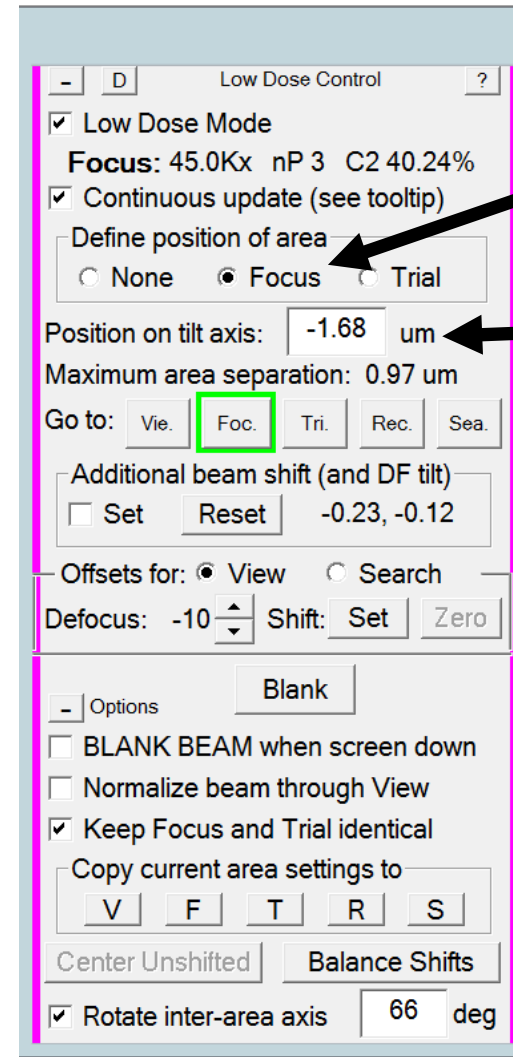 - D Low Dose Control ?
Low Dose Mode
Focus: 45.0Kx nP 3 C2 40.24%
Continuous update (see tooltip)
Define position of area
None Focus Trial
Position on tilt axis: -1.68 um
Maximum area separation: 0.97 um
Go to: Vie. Foc. Tri. Rec. Sea.
Additional beam shift (and DF tilt)
Set Reset -0.23, -0.12
Offsets for: View Search
Defocus: -10 Shift: Set Zero
Blank
- Options
BLANK BEAM when screen down
Normalize beam through View
Keep Focus and Trial identical
Copy current area settings to
V F T R S
Center Unshifted Balance Shifts
Rotate inter-area axis 66 deg